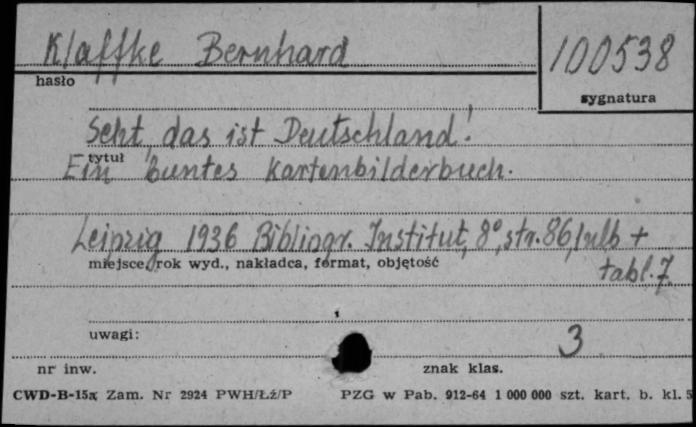 Klaffke Bernhard
100538
hasło
sygnatura
Seht, das ist Deutschland!
tytuł
Ein buntes Kartenbilderbuch.
Leipzig 1936 Bibliogr. Institut, 8°, str. 86, 1 nlb +
miejsce, rok wyd., nakładca, format, objętość
tabl. 7.
uwagi:
3
nr inw.
znak klas.
CWD-B-15a Zam. Nr 2924 PWH/Łź/P PZG w Pab. 912-64 1 000 000 szt. kart. b. kl. 5